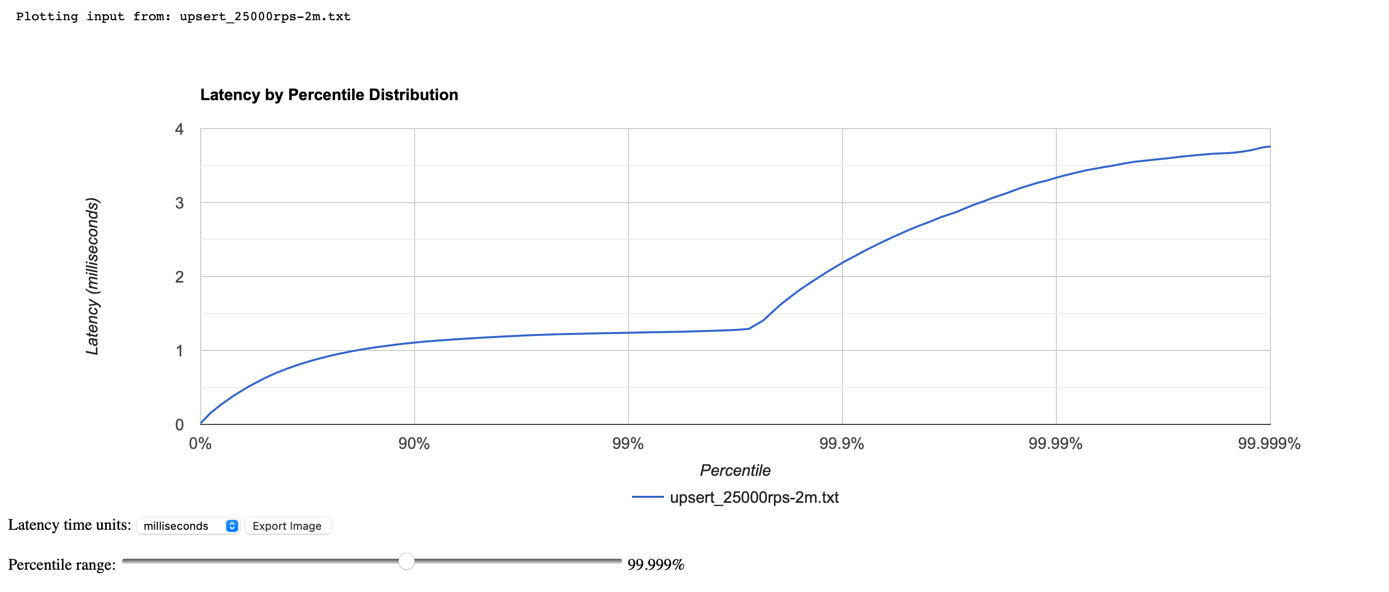 Plotting input from: upsert_25000rps-2m.txt
Latency by Percentile Distribution
4
3
2
1
0
Latency (milliseconds)
0% 90% 99% 99.9% 99.99% 99.999%
Percentile
upsert_25000rps-2m.txt
Latency time units: milliseconds Export Image
Percentile range: 99.999%